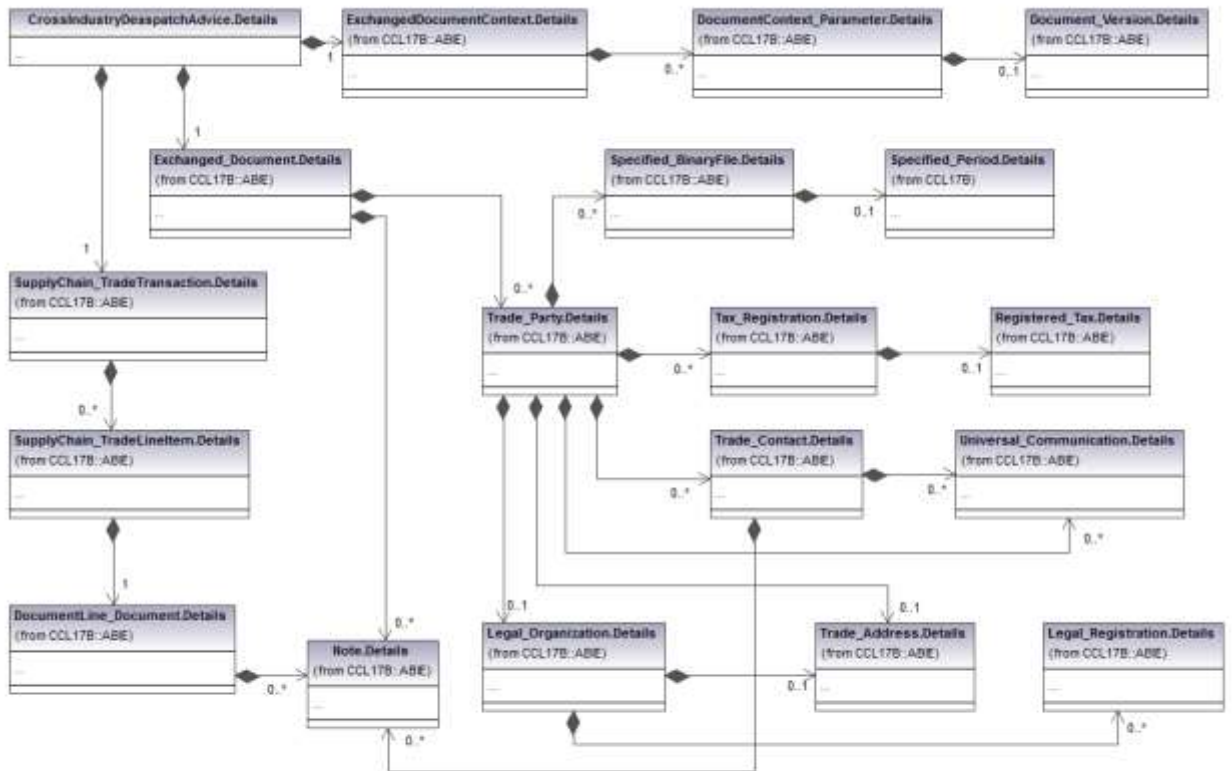 CrossIndustryDeaspatchAdvice.Details
...
1
ExchangedDocumentContext.Details
(from CCL17B::ABIE)
...
0..*
DocumentContext_Parameter.Details
(from CCL17B::ABIE)
...
0..1
Document_Version.Details
(from CCL17B::ABIE)
...
1
1
Exchanged_Document.Details
(from CCL17B::ABIE)
...
0..*
Specified_BinaryFile.Details
(from CCL17B::ABIE)
...
0..*
0..1
Specified_Period.Details
(from CCL17B)
...
SupplyChain_TradeTransaction.Details
(from CCL17B::ABIE)
...
0..*
Trade_Party.Details
(from CCL17B::ABIE)
...
0..*
Tax_Registration.Details
(from CCL17B::ABIE)
...
0..1
Registered_Tax.Details
(from CCL17B::ABIE)
...
SupplyChain_TradeLineItem.Details
(from CCL17B::ABIE)
...
0..*
Trade_Contact.Details
(from CCL17B::ABIE)
...
0..*
Universal_Communication.Details
(from CCL17B::ABIE)
...
0..*
1
DocumentLine_Document.Details
(from CCL17B::ABIE)
...
0..*
0..*
Note.Details
(from CCL17B::ABIE)
...
0..*
0..1
Legal_Organization.Details
(from CCL17B::ABIE)
...
0..1
0..1
Trade_Address.Details
(from CCL17B::ABIE)
...
Legal_Registration.Details
(from CCL17B::ABIE)
...
0..*